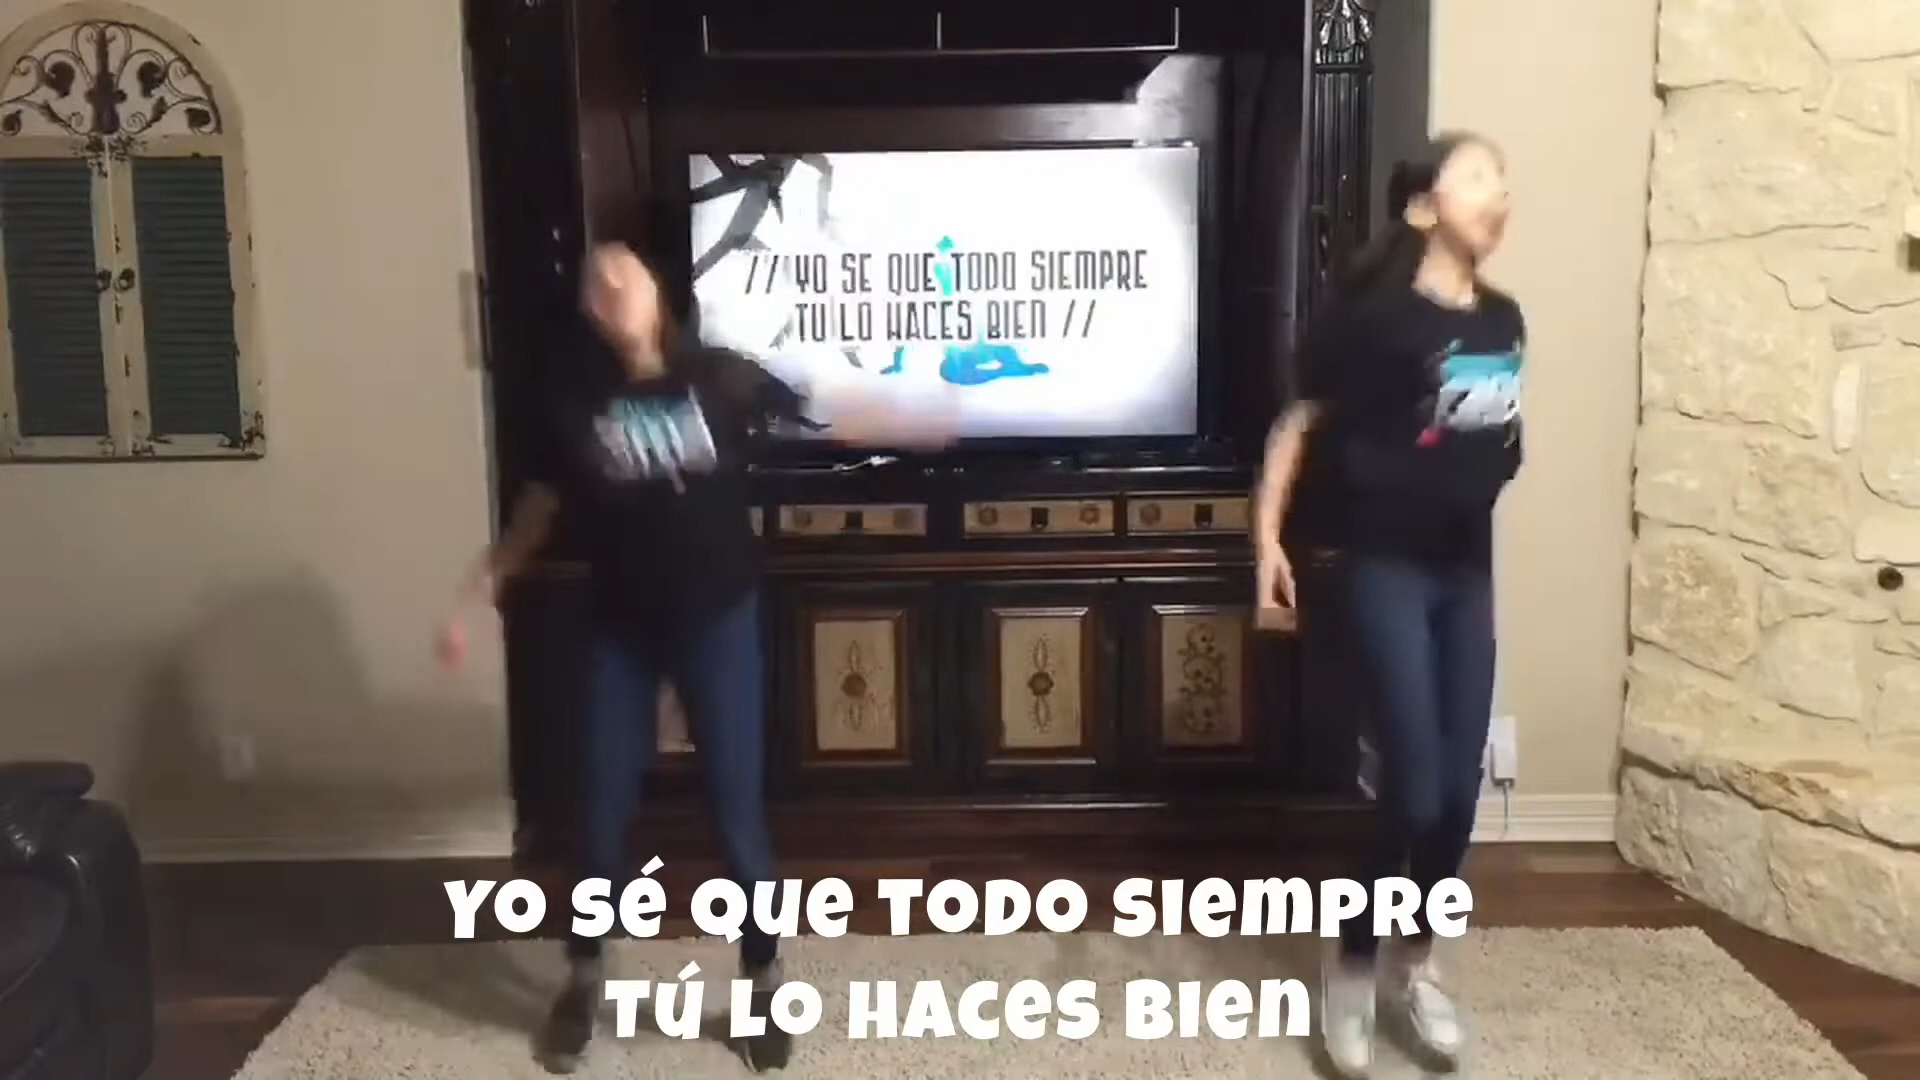 // YO SE QUE TODO SIEMPRE
TU LO HACES BIEN //
Yo sé que todo siempre
tú lo haces bien